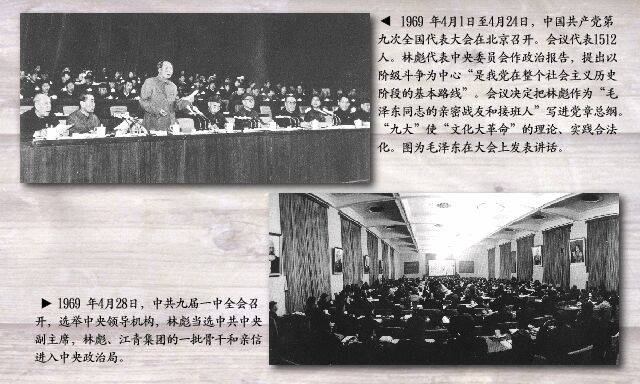 ◀ 1969 年4月1日至4月24日，中国共产党第
九次全国代表大会在北京召开。会议代表1512
人。林彪代表中央委员会作政治报告，提出以
阶级斗争为中心“是我党在整个社会主义历史
阶段的基本路线”。会议决定把林彪作为“毛
泽东同志的亲密战友和接班人”写进党章总纲。
“九大”使“文化大革命”的理论、实践合法
化。图为毛泽东在大会上发表讲话。
▶ 1969 年4月28日，中共九届一中全会召
开，选举中央领导机构，林彪当选中共中央
副主席，林彪、江青集团的一批骨干和亲信
进入中央政治局。